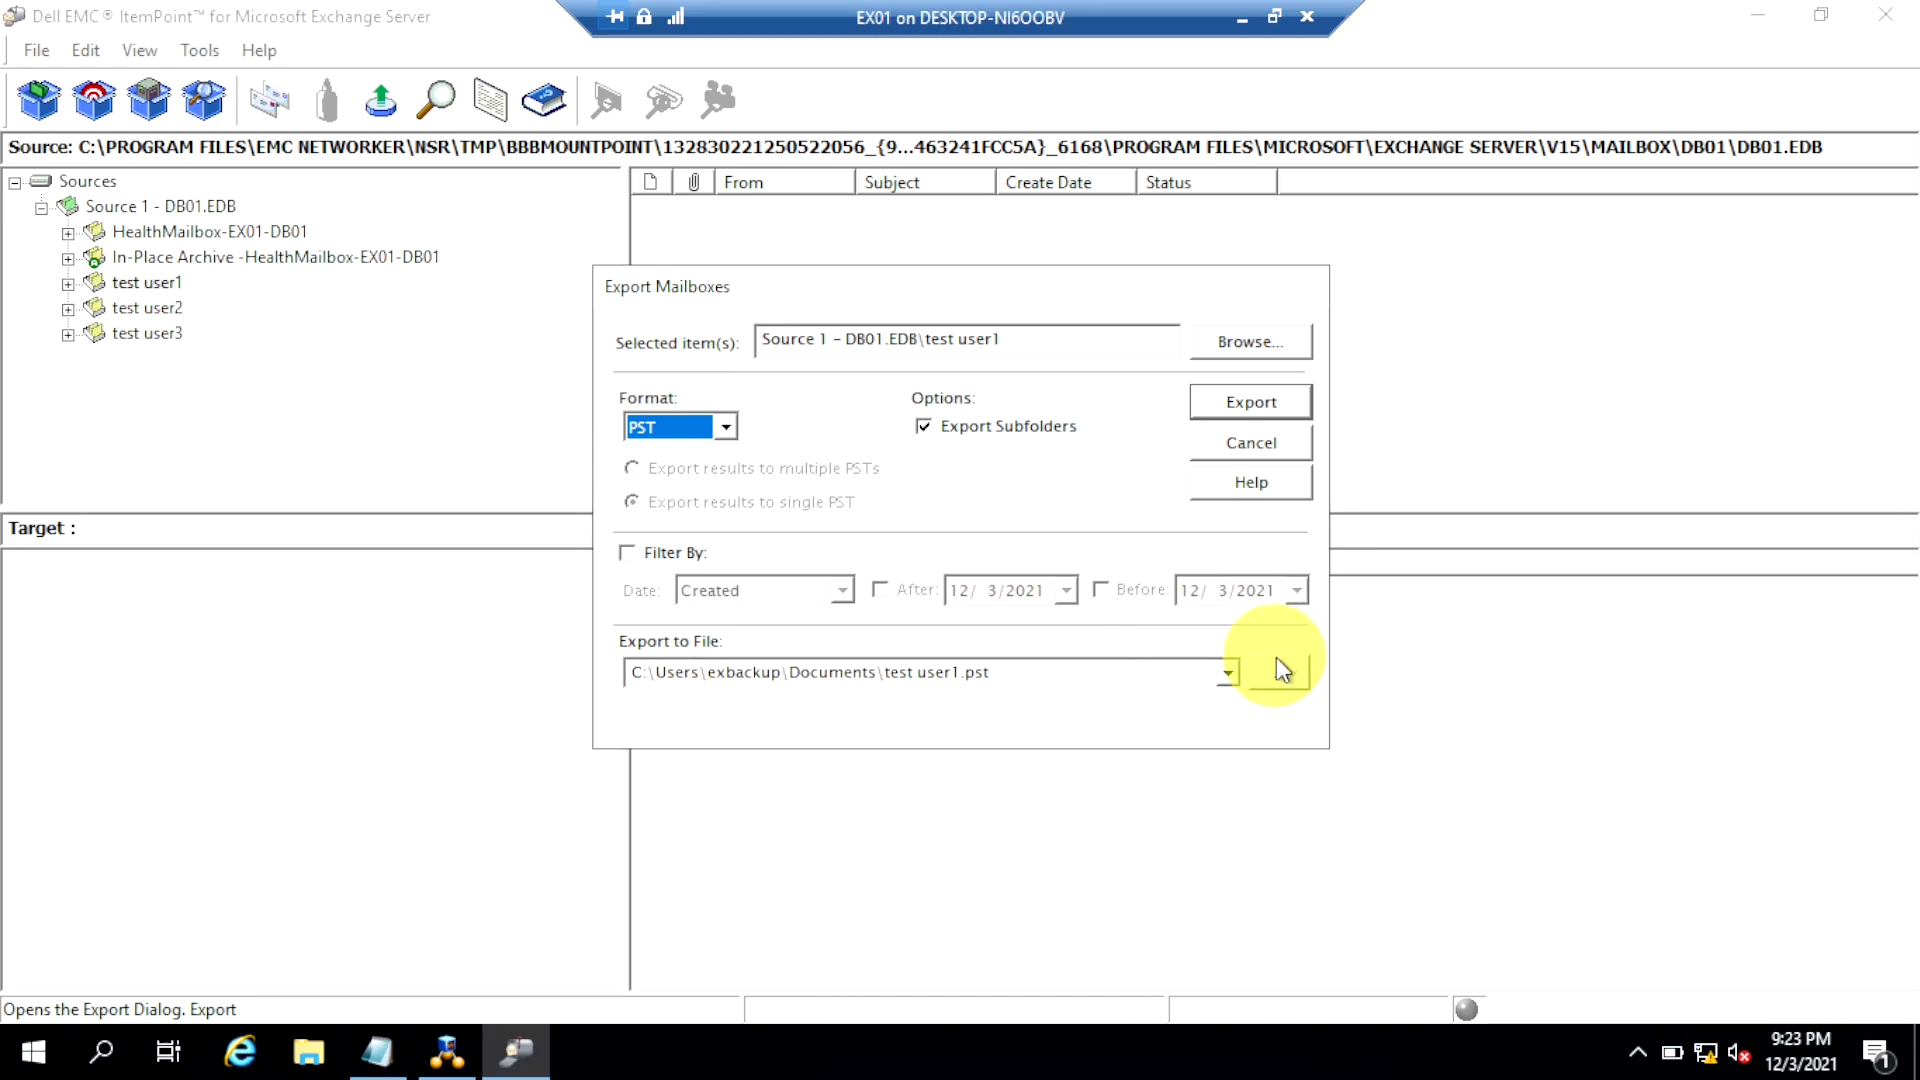 Dell EMC® ItemPoint™ for Microsoft Exchange Server
EX01 on DESKTOP-NI6OOBV
File Edit View Tools Help
Source: C:\PROGRAM FILES\EMC NETWORKER\NSR\TMP\BBBMOUNTPOINT\132830221250522056_{9...463241FCC5A}_6168\PROGRAM FILES\MICROSOFT\EXCHANGE SERVER\V15\MAILBOX\DB01\DB01.EDB
Sources
Source 1 - DB01.EDB
HealthMailbox-EX01-DB01
In-Place Archive -HealthMailbox-EX01-DB01
test user1
test user2
test user3
From Subject Create Date Status
Export Mailboxes
Selected item(s): Source 1 - DB01.EDB\test user1 Browse...
Format: Options: Export
PST Export Subfolders
Cancel
Export results to multiple PSTs Help
Export results to single PST
Filter By:
Date: Created After: 12/ 3/2021 Before: 12/ 3/2021
Export to File:
C:\Users\exbackup\Documents\test user1.pst
Target :
Opens the Export Dialog. Export
9:23 PM
12/3/2021
1